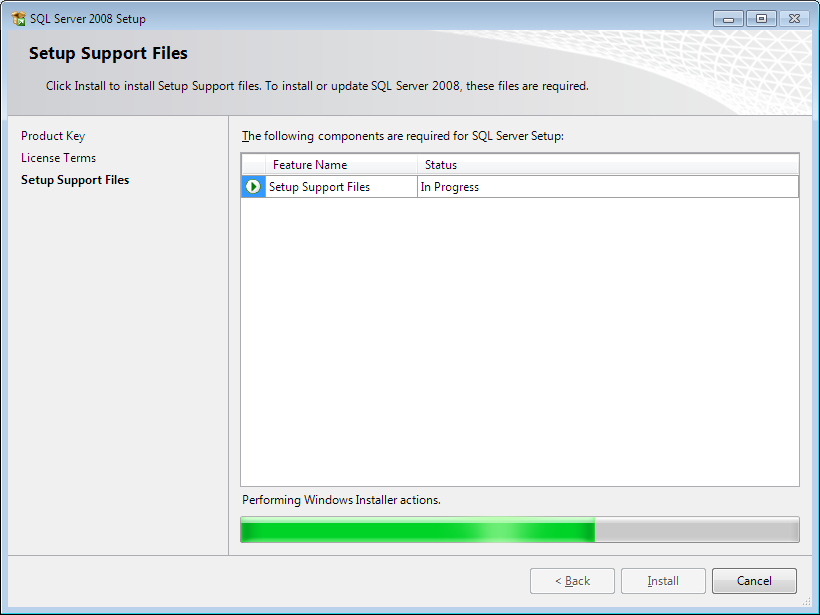 SQL Server 2008 Setup
Setup Support Files
Click Install to install Setup Support files. To install or update SQL Server 2008, these files are required.
Product Key
License Terms
Setup Support Files
The following components are required for SQL Server Setup:
Feature Name Status
Setup Support Files In Progress
Performing Windows Installer actions.
< Back Install Cancel